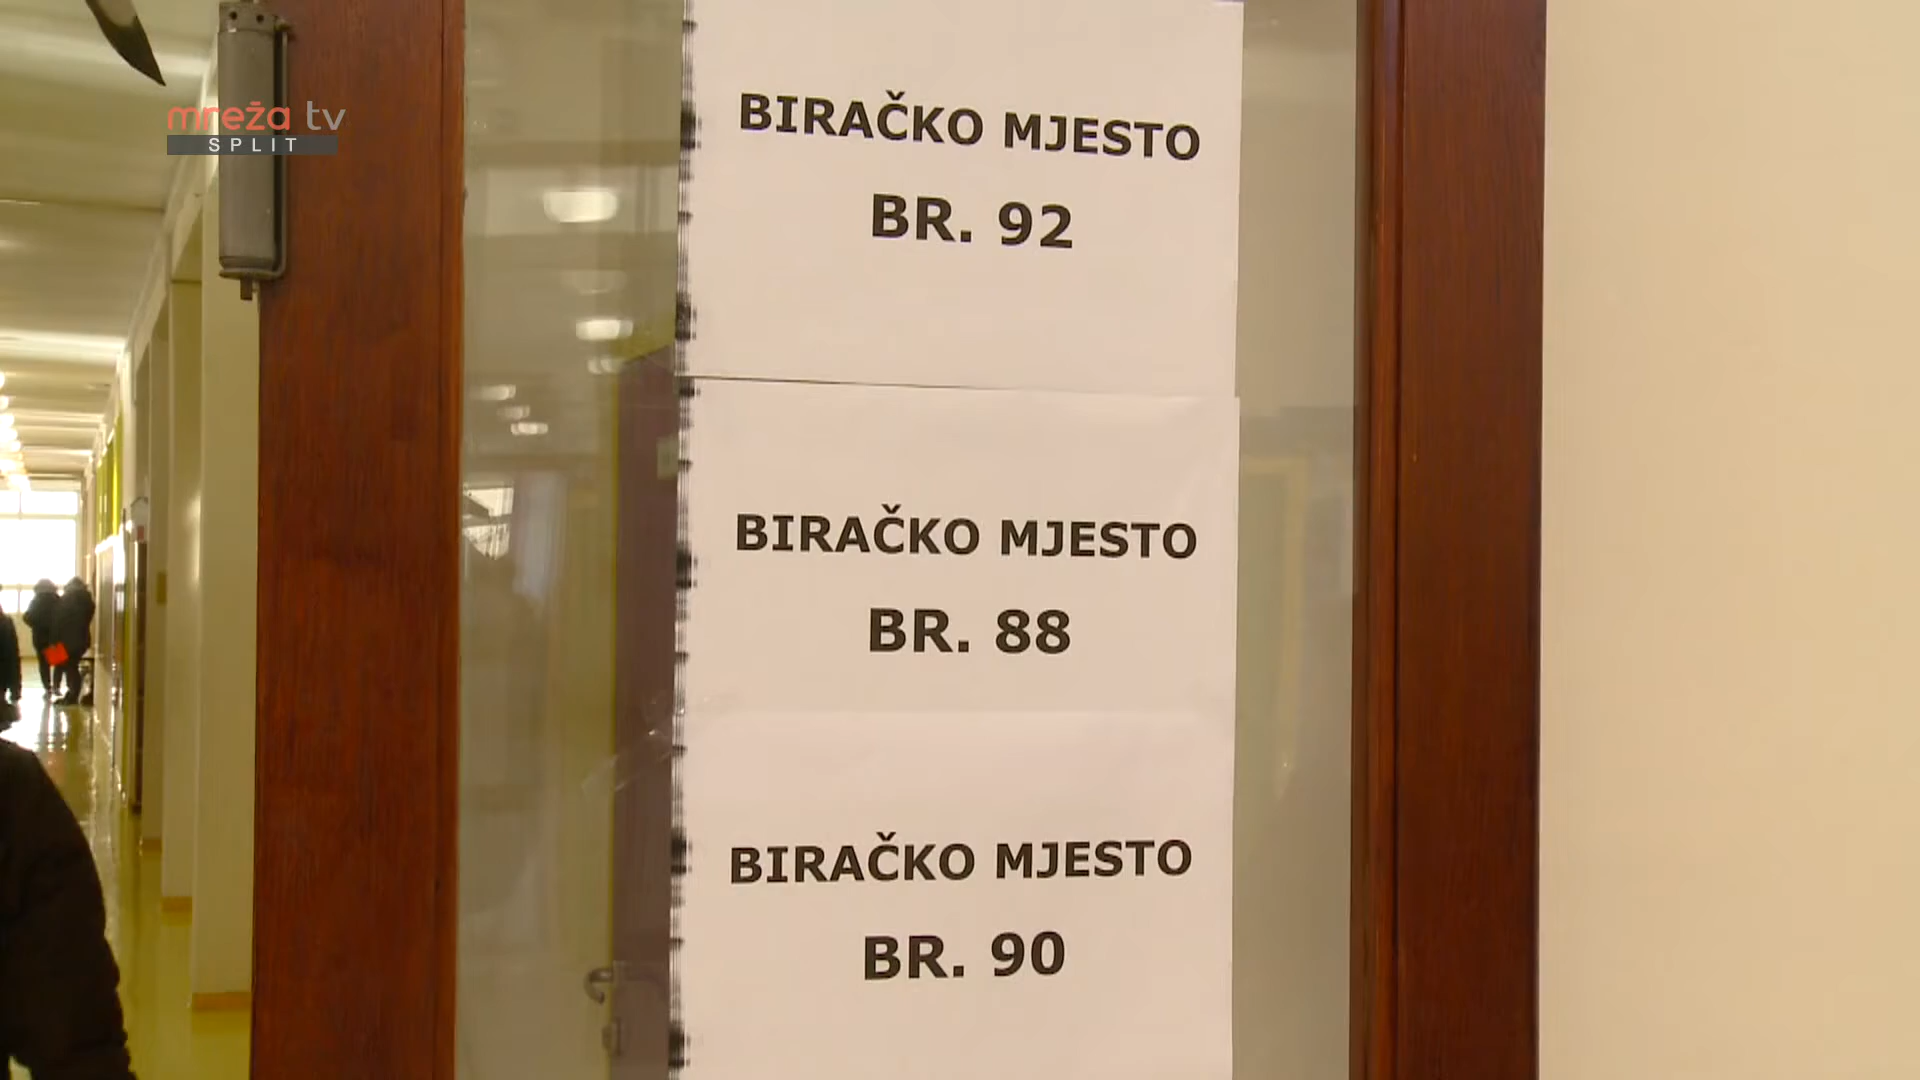 mreža tv
SPLIT
BIRAČKO MJESTO
BR. 92
BIRAČKO MJESTO
BR. 88
BIRAČKO MJESTO
BR. 90